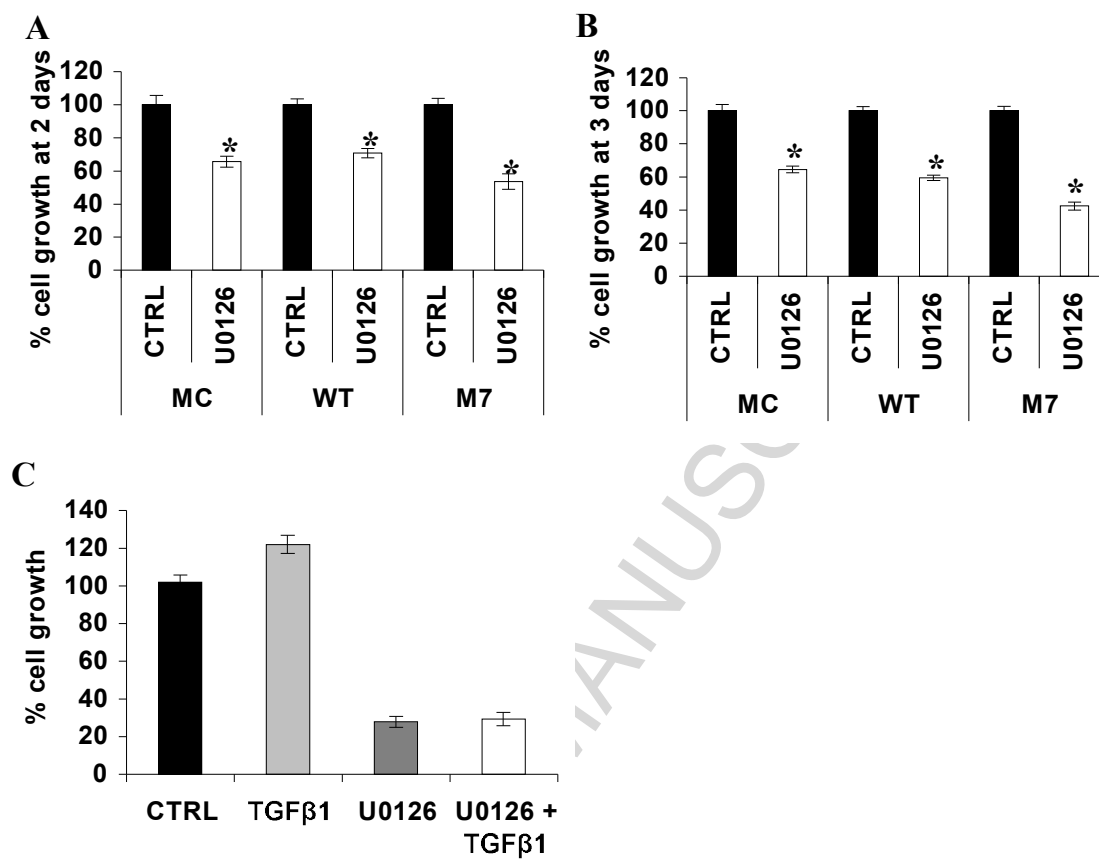 A
% cell growth at 2 days
120
100
80
60
40
20
0
*
*
*
CTRL
U0126
CTRL
U0126
CTRL
U0126
MC
WT
M7
B
% cell growth at 3 days
120
100
80
60
40
20
0
*
*
*
CTRL
U0126
CTRL
U0126
CTRL
U0126
MC
WT
M7
C
% cell growth
140
120
100
80
60
40
20
0
CTRL
TGFβ1
U0126
U0126 +
TGFβ1